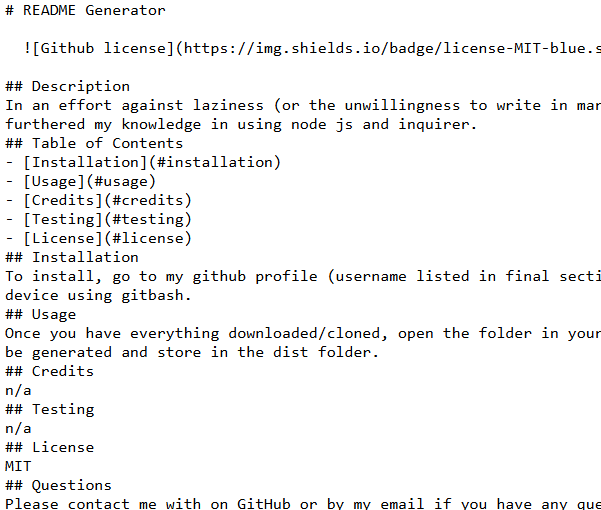 # README Generator
![Github license](https://img.shields.io/badge/license-MIT-blue.s
## Description
In an effort against laziness (or the unwillingness to write in mar
furthered my knowledge in using node js and inquirer.
## Table of Contents
- [Installation](#installation)
- [Usage](#usage)
- [Credits](#credits)
- [Testing](#testing)
- [License](#license)
## Installation
To install, go to my github profile (username listed in final secti
device using gitbash.
## Usage
Once you have everything downloaded/cloned, open the folder in your
be generated and store in the dist folder.
## Credits
n/a
## Testing
n/a
## License
MIT
## Questions
Please contact me with on GitHub or by my email if you have any que